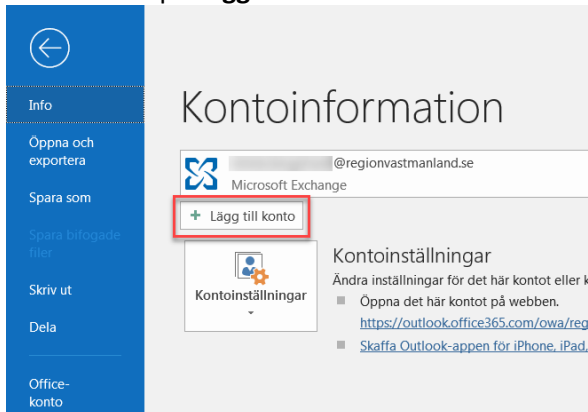 Info
Öppna och
exportera
Spara som
Spara bifogade
filer
Skriv ut
Dela
Office-
konto
Kontoinformation
@regionvastmanland.se
Microsoft Exchange
+ Lägg till konto
Kontoinställningar
Kontoinställningar
Ändra inställningar för det här kontot eller k
Öppna det här kontot på webben.
https://outlook.office365.com/owa/reg
Skaffa Outlook-appen för iPhone, iPad,